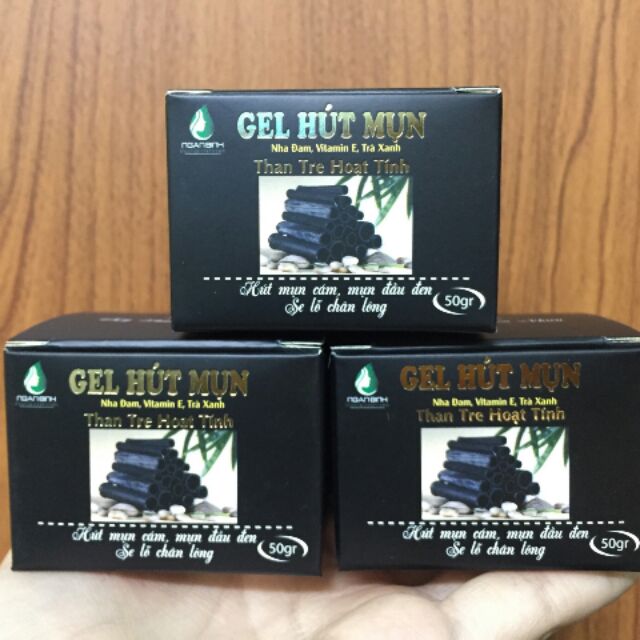 NGANANH
GEL HÚT MỤN
Nha Đam, Vitamin E, Trà Xanh
Than Tre Hoạt Tính
Hút mụn cám, mụn đầu đen
Se lỗ chân lông
50gr
NGANANH
GEL HÚT MỤN
Nha Đam, Vitamin E, Trà Xanh
Than Tre Hoạt Tính
Hút mụn cám, mụn đầu đen
Se lỗ chân lông
50gr
NGANANH
GEL HÚT MỤN
Nha Đam, Vitamin E, Trà Xanh
Than Tre Hoạt Tính
Hút mụn cám, mụn đầu đen
Se lỗ chân lông
50gr